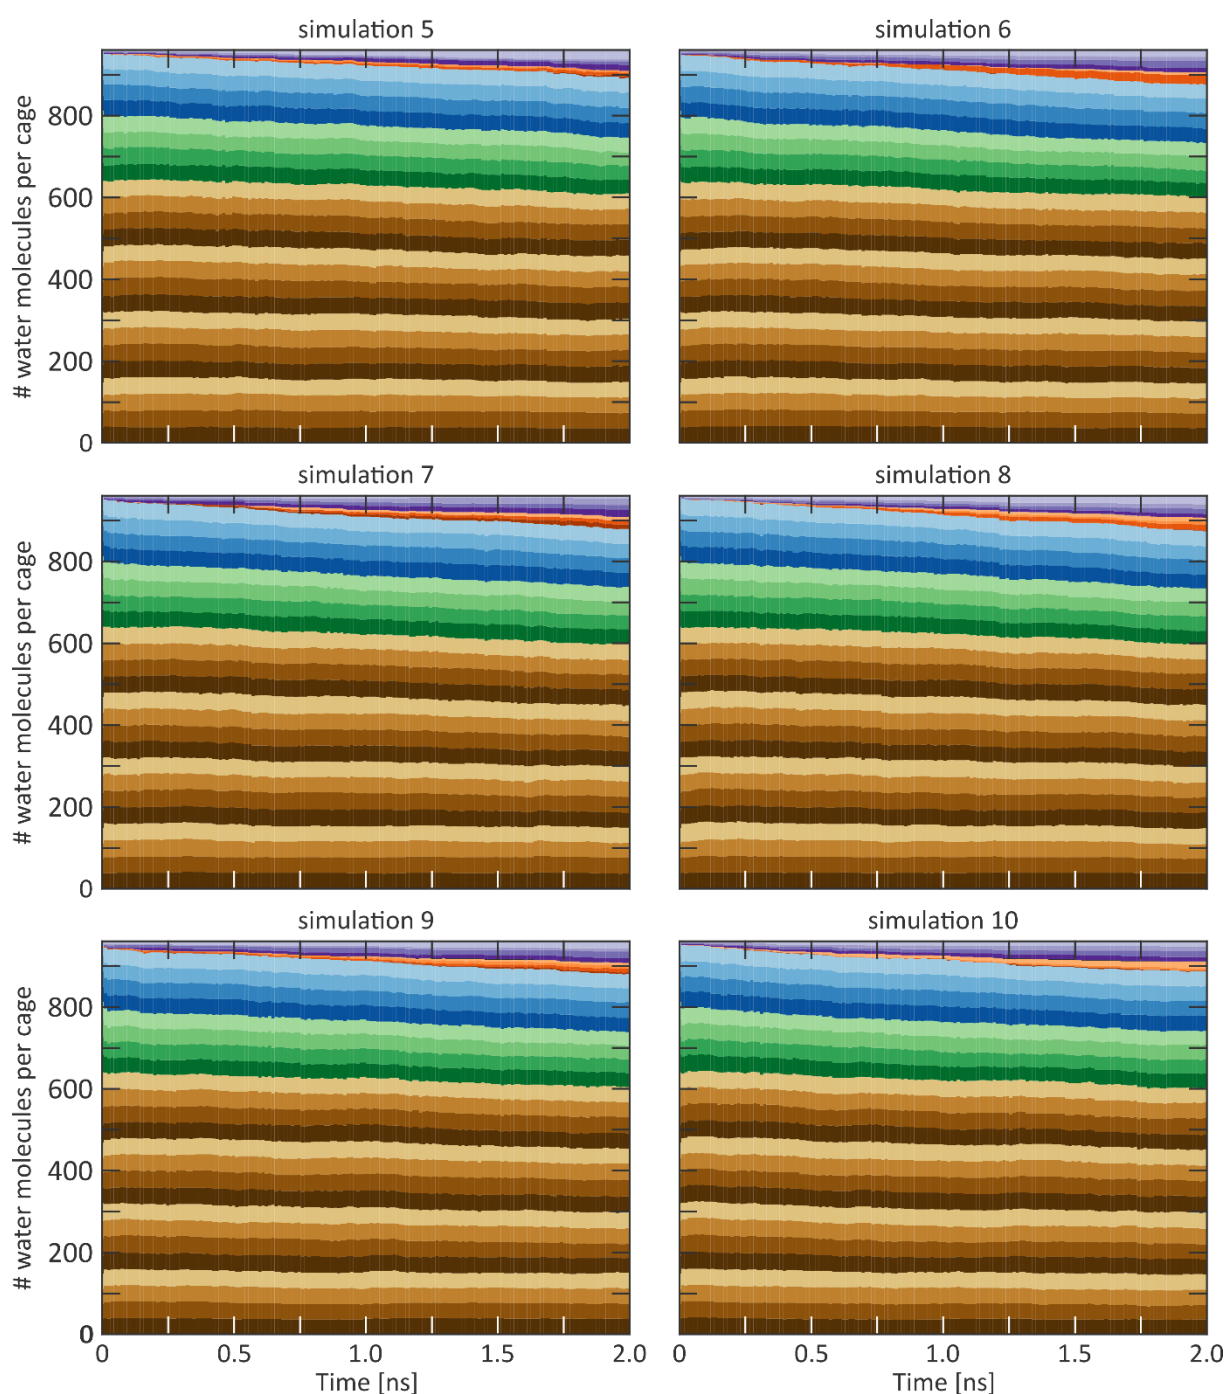 simulation 5
simulation 6
# water molecules per cage
800
600
400
200
0
simulation 7
simulation 8
# water molecules per cage
800
600
400
200
0
simulation 9
simulation 10
# water molecules per cage
800
600
400
200
0
0 0.5 1.0 1.5 2.0
0 0.5 1.0 1.5 2.0
Time [ns]
Time [ns]